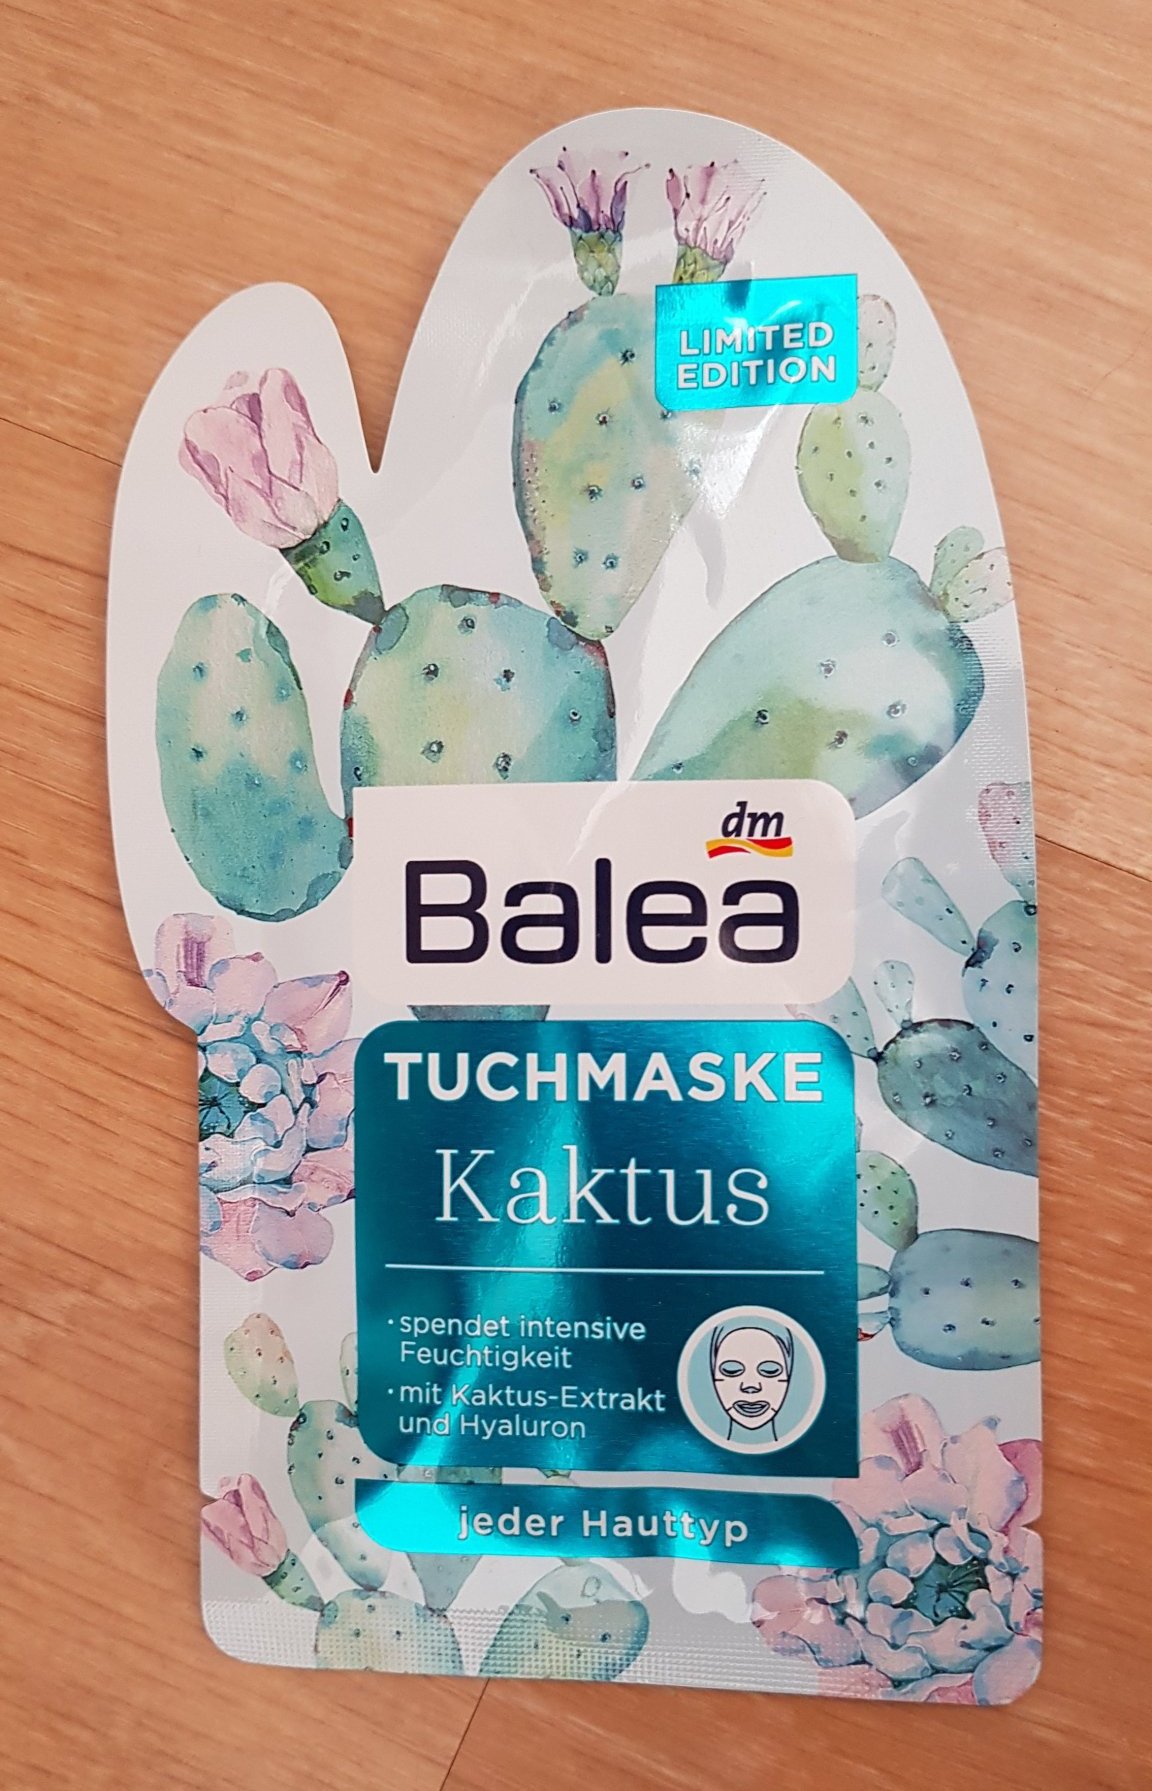 LIMITED
EDITION
dm
Balea
TUCHMASKE
Kaktus
· spendet intensive
Feuchtigkeit
· mit Kaktus-Extrakt
und Hyaluron
jeder Hauttyp